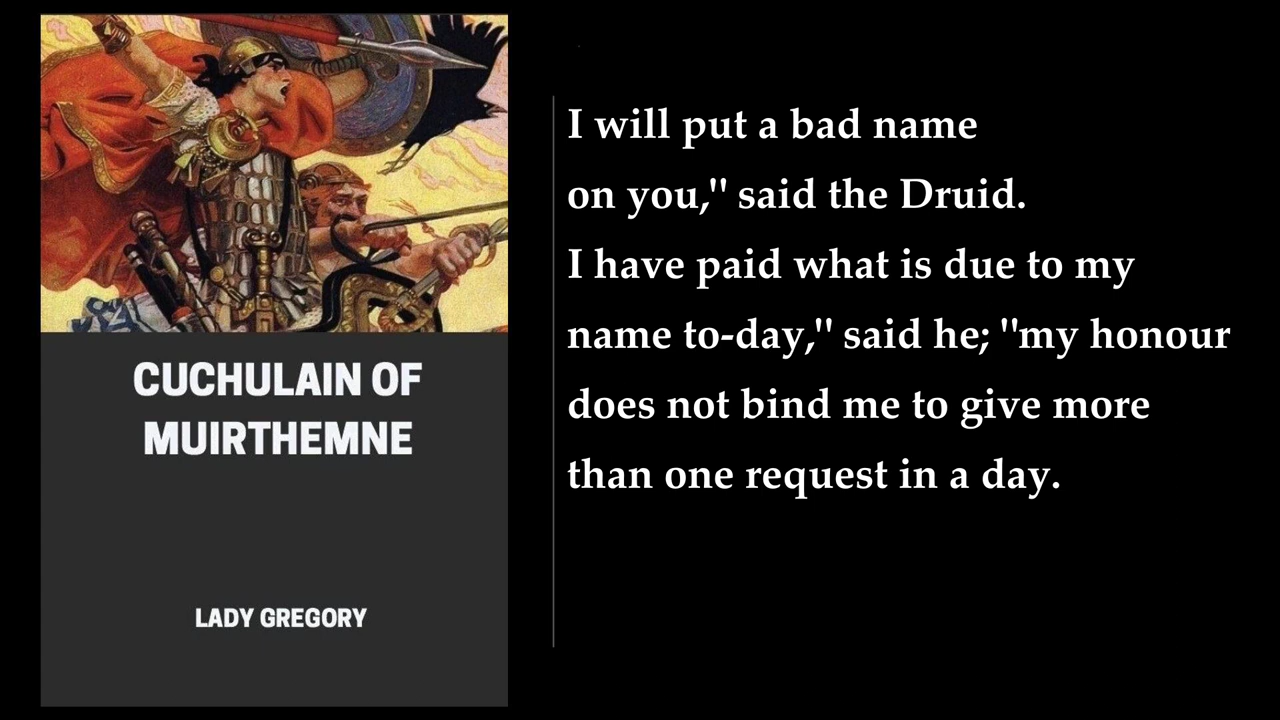 CUCHULAIN OF
MUIRTHEMNE
LADY GREGORY
I will put a bad name
on you," said the Druid.
I have paid what is due to my
name to-day," said he; "my honour
does not bind me to give more
than one request in a day.